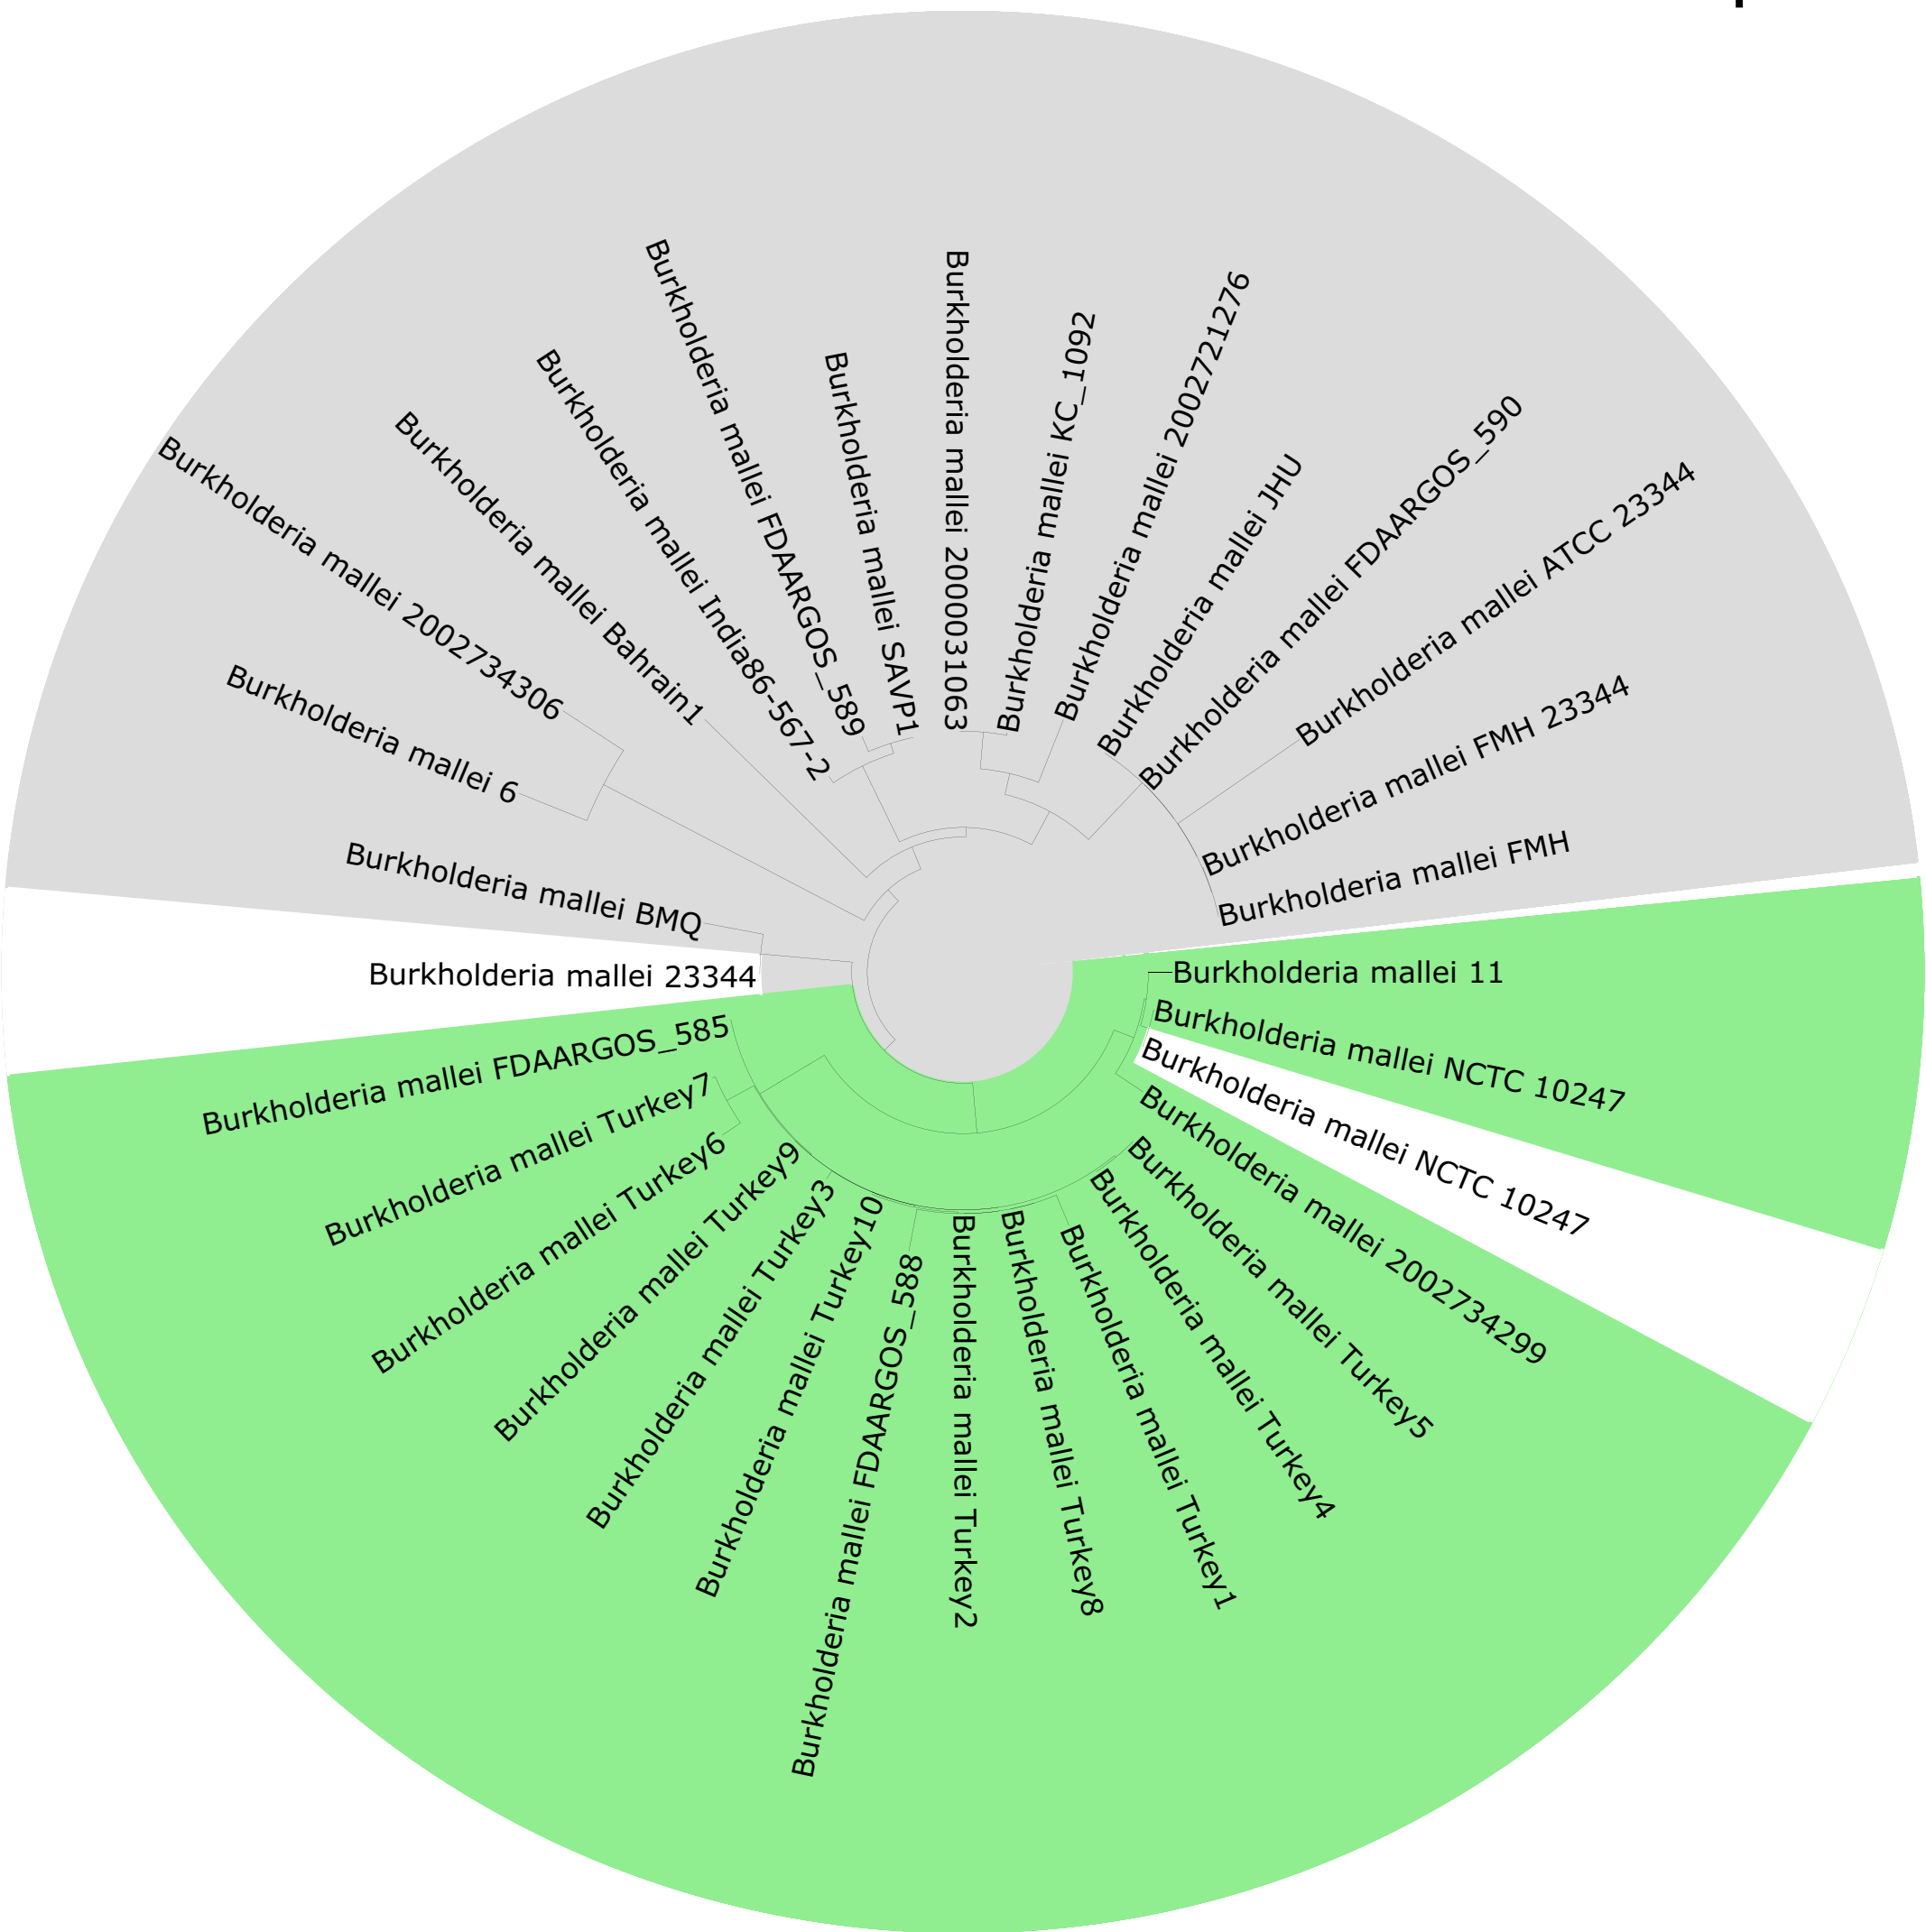 Burkholderia mallei 2000031063
Burkholderia mallei KC_1092
Burkholderia mallei 2002721276
Burkholderia mallei JHU
Burkholderia mallei FDAARGOS_590
Burkholderia mallei ATCC 23344
Burkholderia mallei FMH 23344
Burkholderia mallei FMH
Burkholderia mallei 11
Burkholderia mallei NCTC 10247
Burkholderia mallei NCTC 10247
Burkholderia mallei 2002734299
Burkholderia mallei Turkey5
Burkholderia mallei Turkey4
Burkholderia mallei Turkey1
Burkholderia mallei Turkey8
Burkholderia mallei Turkey2
Burkholderia mallei FDAARGOS_588
Burkholderia mallei Turkey10
Burkholderia mallei Turkey3
Burkholderia mallei Turkey9
Burkholderia mallei Turkey6
Burkholderia mallei Turkey7
Burkholderia mallei FDAARGOS_585
Burkholderia mallei 23344
Burkholderia mallei BMQ
Burkholderia mallei 6
Burkholderia mallei 2002734306
Burkholderia mallei Bahrain1
Burkholderia mallei India86-567-2
Burkholderia mallei FDAARGOS_589
Burkholderia mallei SAVP1